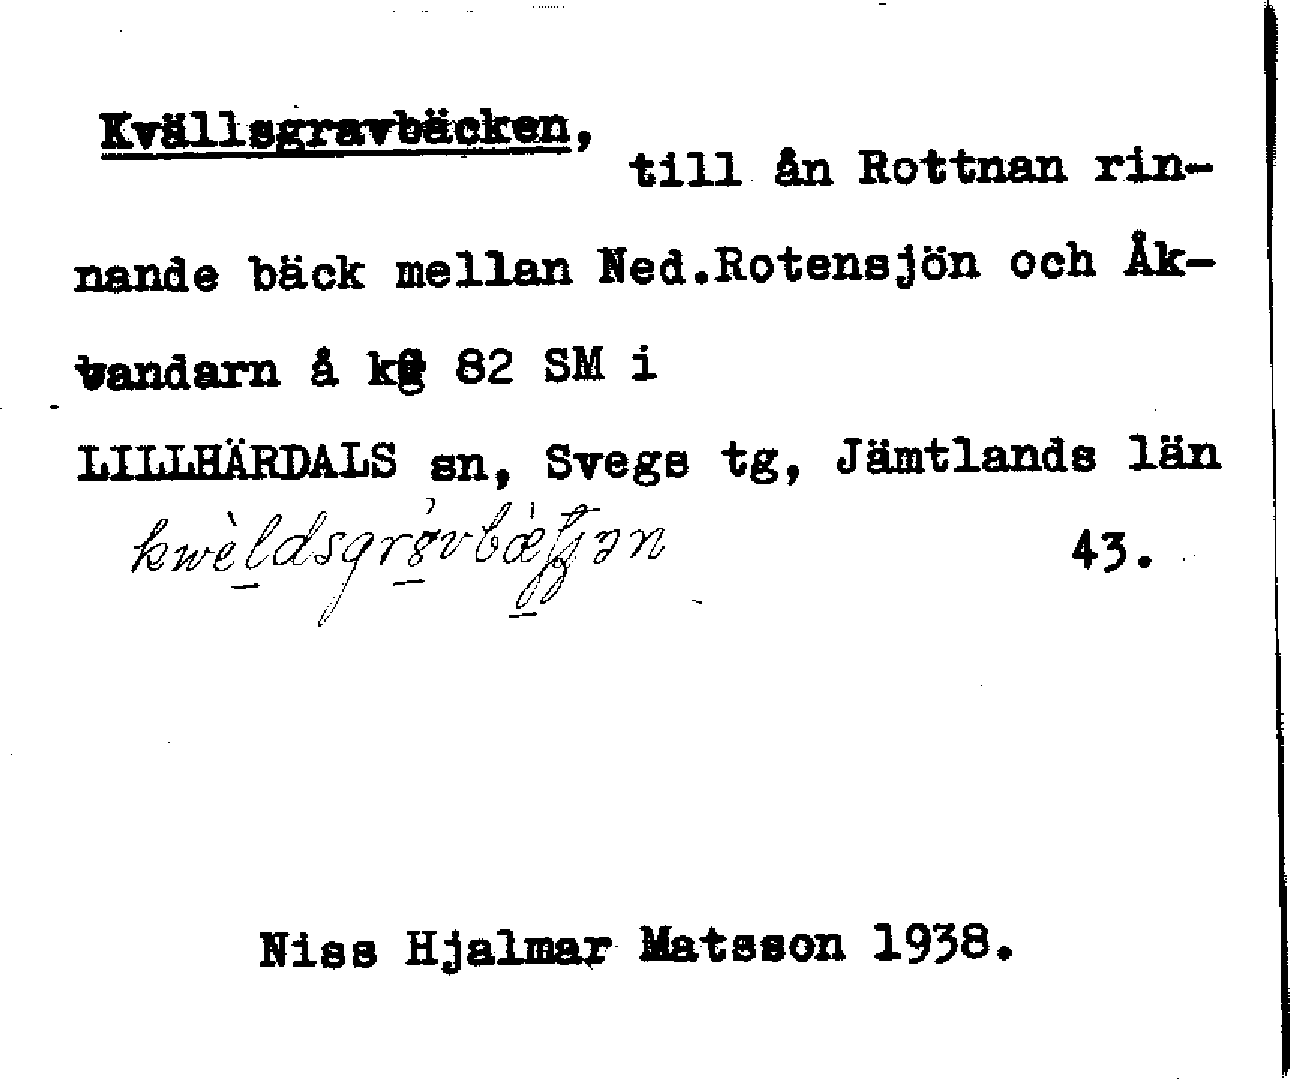 Kvällsgravbäcken,
till ån Rottnan rin-
nande bäck mellan Ned.Rotensjön och Åk-
vandarn å kg 82 SM i
LILLHÄRDALS sn, Svegs tg, Jämtlands län
43.
Niss Hjalmar Matsson 1938.